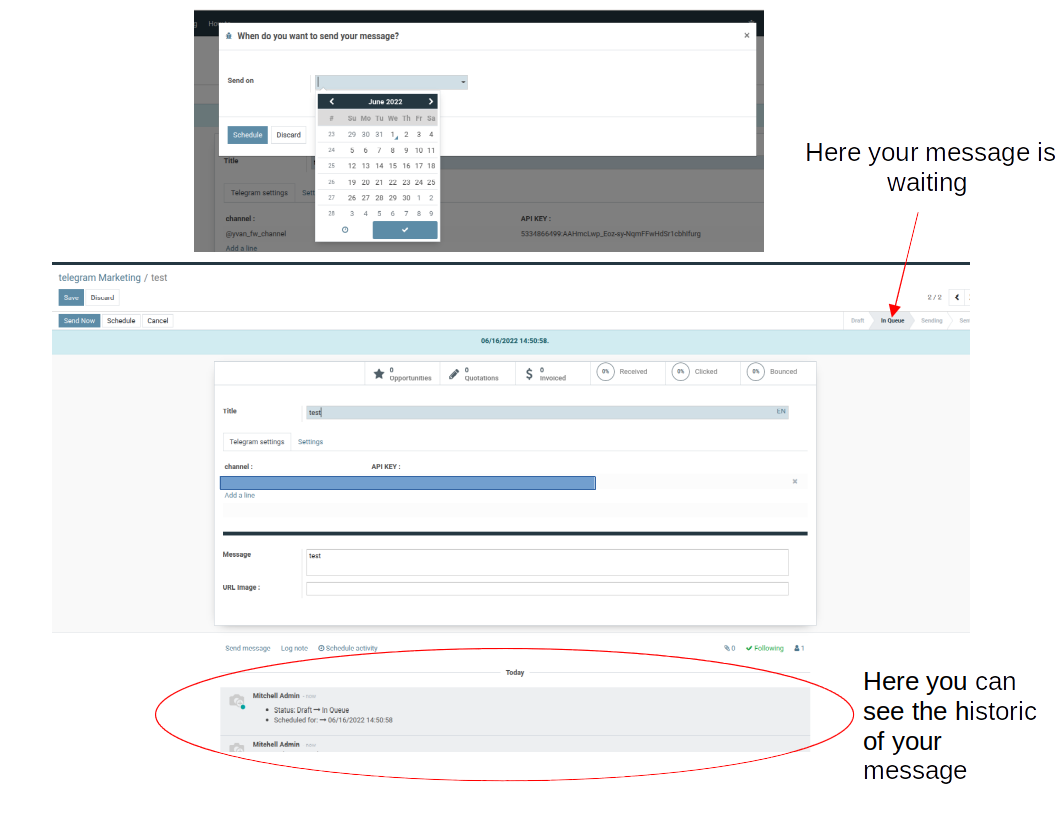 When do you want to send your message? ×
Send on
June 2022
# Su Mo Tu We Th Fr Sa
23 29 30 31 1 2 3 4
24 5 6 7 8 9 10 11
25 12 13 14 15 16 17 18
26 19 20 21 22 23 24 25
27 26 27 28 29 30 1 2
28 3 4 5 6 7 8 9
Schedule Discard
Title
Telegram settings
channel : API KEY :
@yvan_fw_channel
Add a line
Here your message is
waiting
telegram Marketing / test
Save Discard 2 / 2
Send Now Schedule Cancel Draft In Queue Sending
06/16/2022 14:50:58.
0 Opportunities 0 Quotations 0 Invoiced 0% Received 0% Clicked 0% Bounced
Title test EN
Telegram settings Settings
channel : API KEY :
Add a line
Message test
URL Image :
Send message Log note Schedule activity 0 Following 1
Today
Mitchell Admin - now
• Status: Draft → In Queue
• Scheduled for: → 06/16/2022 14:50:58
Mitchell Admin - now
Here you can
see the historic
of your
message